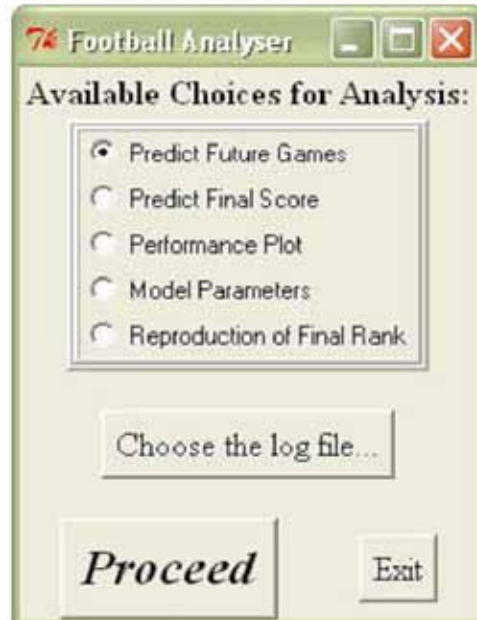 Football Analyser
Available Choices for Analysis:
Predict Future Games
Predict Final Score
Performance Plot
Model Parameters
Reproduction of Final Rank
Choose the log file...
Proceed
Exit